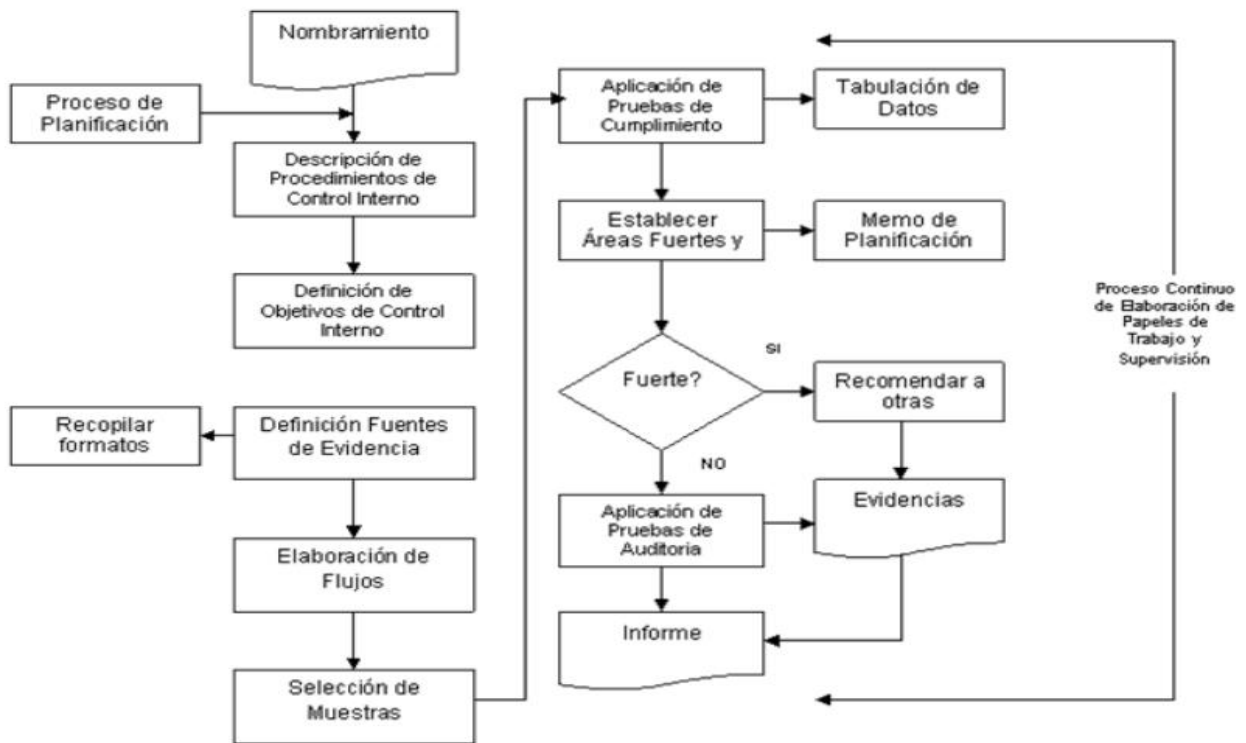 Nombramiento
Proceso de
Planificación
Descripción de
Procedimientos de
Control Interno
Definición de
Objetivos de Control
Interno
Recopilar
formatos
Definición Fuentes
de Evidencia
Elaboración de
Flujos
Selección de
Muestras
Aplicación de
Pruebas de
Cumplimiento
Tabulación de
Datos
Establecer
Áreas Fuertes y
Memo de
Planificación
Fuerte?
SI
Recomendar a
otras
NO
Aplicación de
Pruebas de
Auditoria
Evidencias
Informe
Proceso Continuo
de Elaboración de
Papeles de
Trabajo y
Supervisión